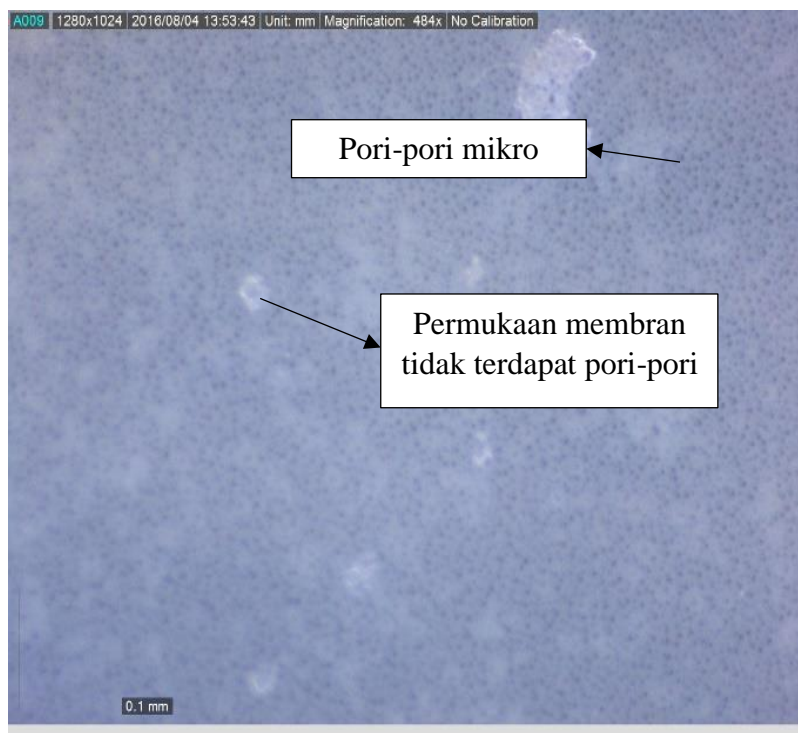 A009 1280x1024 2016/08/04 13:53:43 Unit: mm Magnification: 484x No Calibration
Pori-pori mikro
Permukaan membran
tidak terdapat pori-pori
0.1 mm